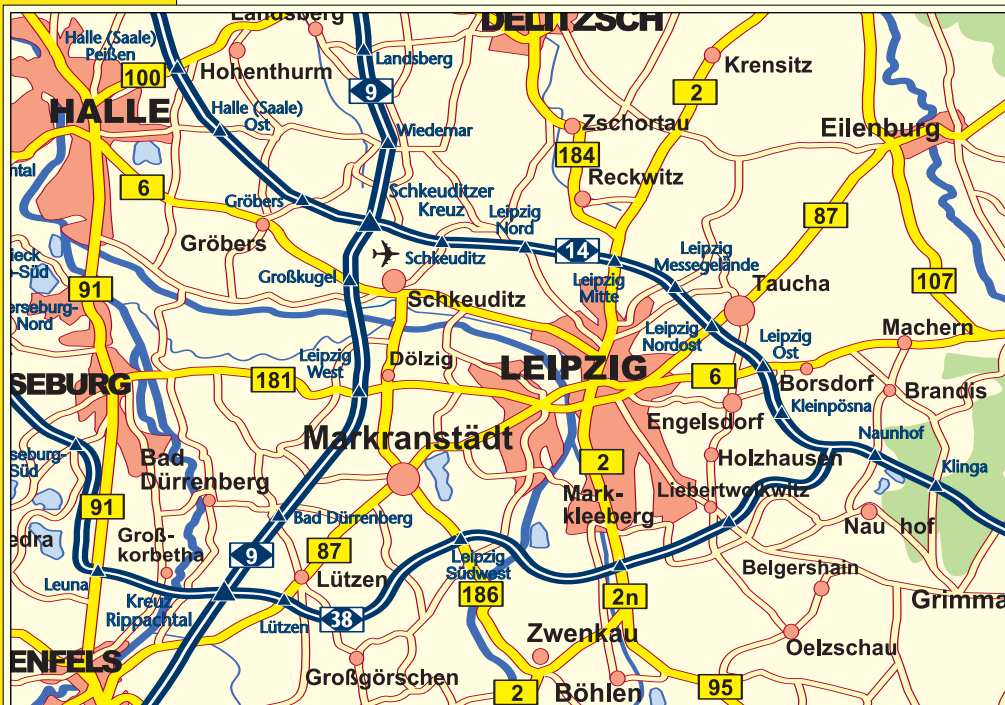 Landsberg
DELITZSCH
Halle (Saale)
Peißen
Landsberg
Krensitz
100
Hohenthurm
9
2
HALLE
Halle (Saale)
Ost
Wiedemar
Zschortau
Eilenburg
184
6
Reckwitz
Gröbers
Schkeuditzer
Kreuz
Leipzig
Nord
87
Gröbers
14
Leipzig
Messegelände
Schkeuditz
Großkugel
Leipzig
Mitte
Taucha
107
91
Schkeuditz
Leipzig
Nordost
Machern
Leipzig
West
Dölzig
LEIPZIG
Leipzig
Ost
181
6
Borsdorf
Brandis
SEBURG
Kleinpösna
Engelsdorf
Markranstädt
Naunhof
Holzhausen
Klinga
Bad
Dürrenberg
2
Mark-
kleeberg
Liebertwolkwitz
91
Bad Dürrenberg
Nau hof
Groß-
korbetha
9
87
Leipzig
Südwest
Belgershain
Leuna
Lützen
Kreuz
Rippachtal
Lützen
38
186
2n
Grimma
Zwenkau
Oelzschau
ENFELS
Großgörschen
2
Böhlen
95